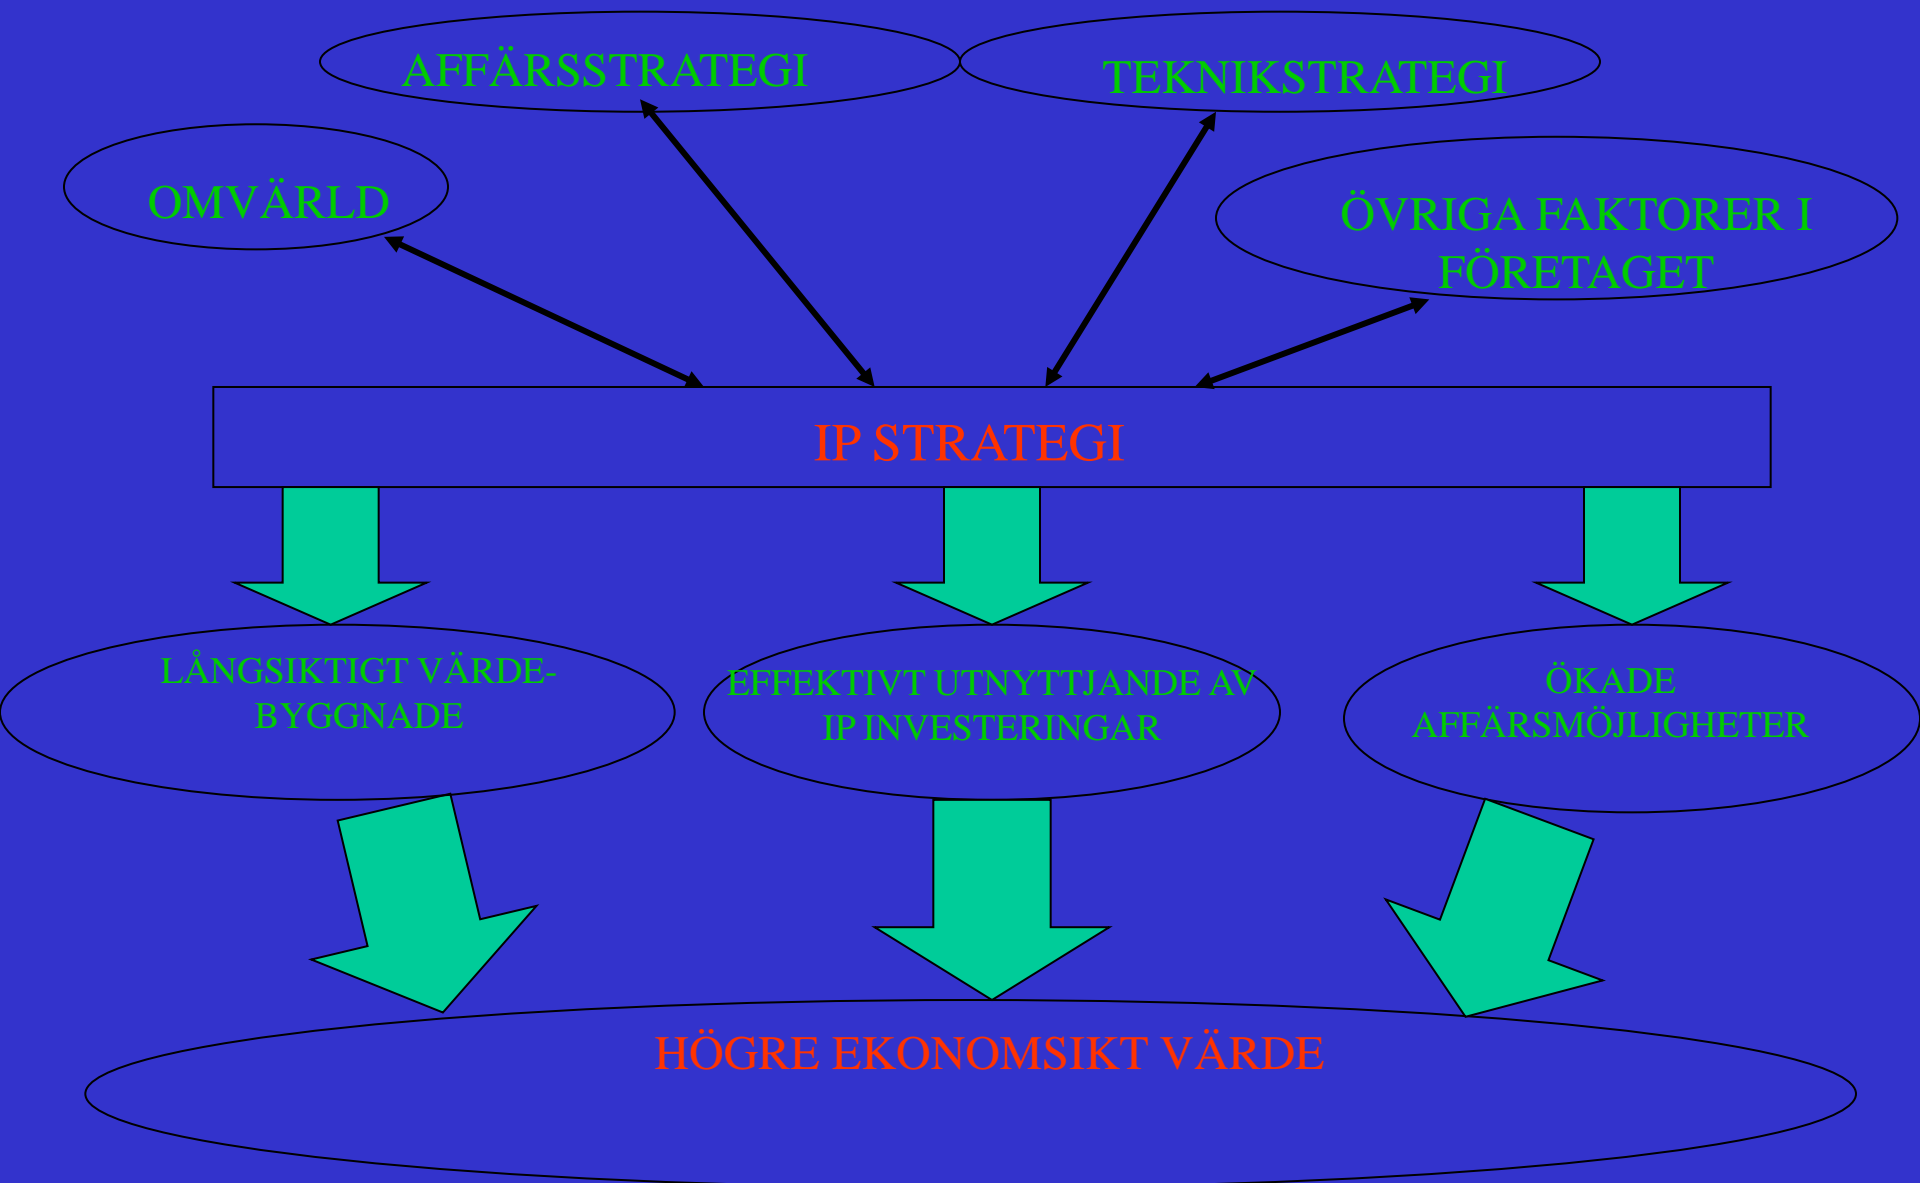 AFFÄRSSTRATEGI
TEKNIKSTRATEGI
OMVÄRLD
ÖVRIGA FAKTORER I
FÖRETAGET
IP STRATEGI
LÅNGSIKTIGT VÄRDE-
BYGGNADE
EFFEKTIVT UTNYTTJANDE AV
IP INVESTERINGAR
ÖKADE
AFFÄRSMÖJLIGHETER
HÖGRE EKONOMSIKT VÄRDE